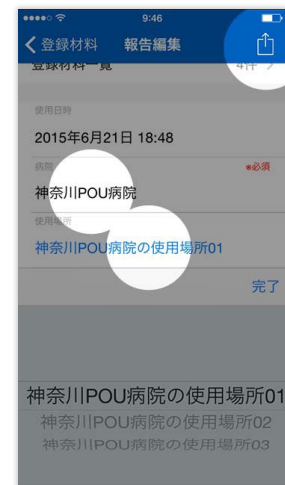 9:46
登録材料
報告編集
登録材料一覧
4件
使用日時
2015年6月21日 18:48
病院
※必須
神奈川POU病院
使用場所
神奈川POU病院の使用場所01
完了
神奈川POU病院の使用場所01
神奈川POU病院の使用場所02
神奈川POU病院の使用場所03